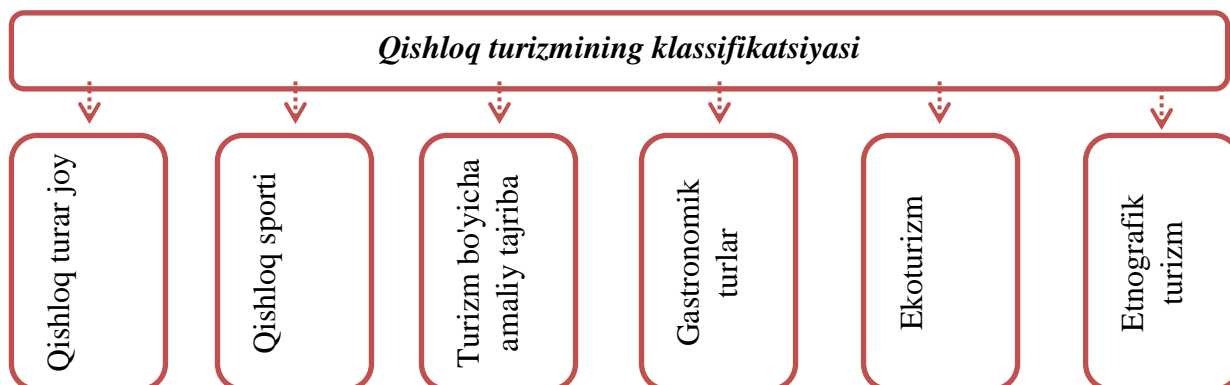 Qishloq turizmining klassifikatsiyasi
Qishloq turar joy
Qishloq sporti
Turizm bo'yicha
amaliy tajriba
Gastronomik
turlar
Ekoturizm
Etnografik
turizm